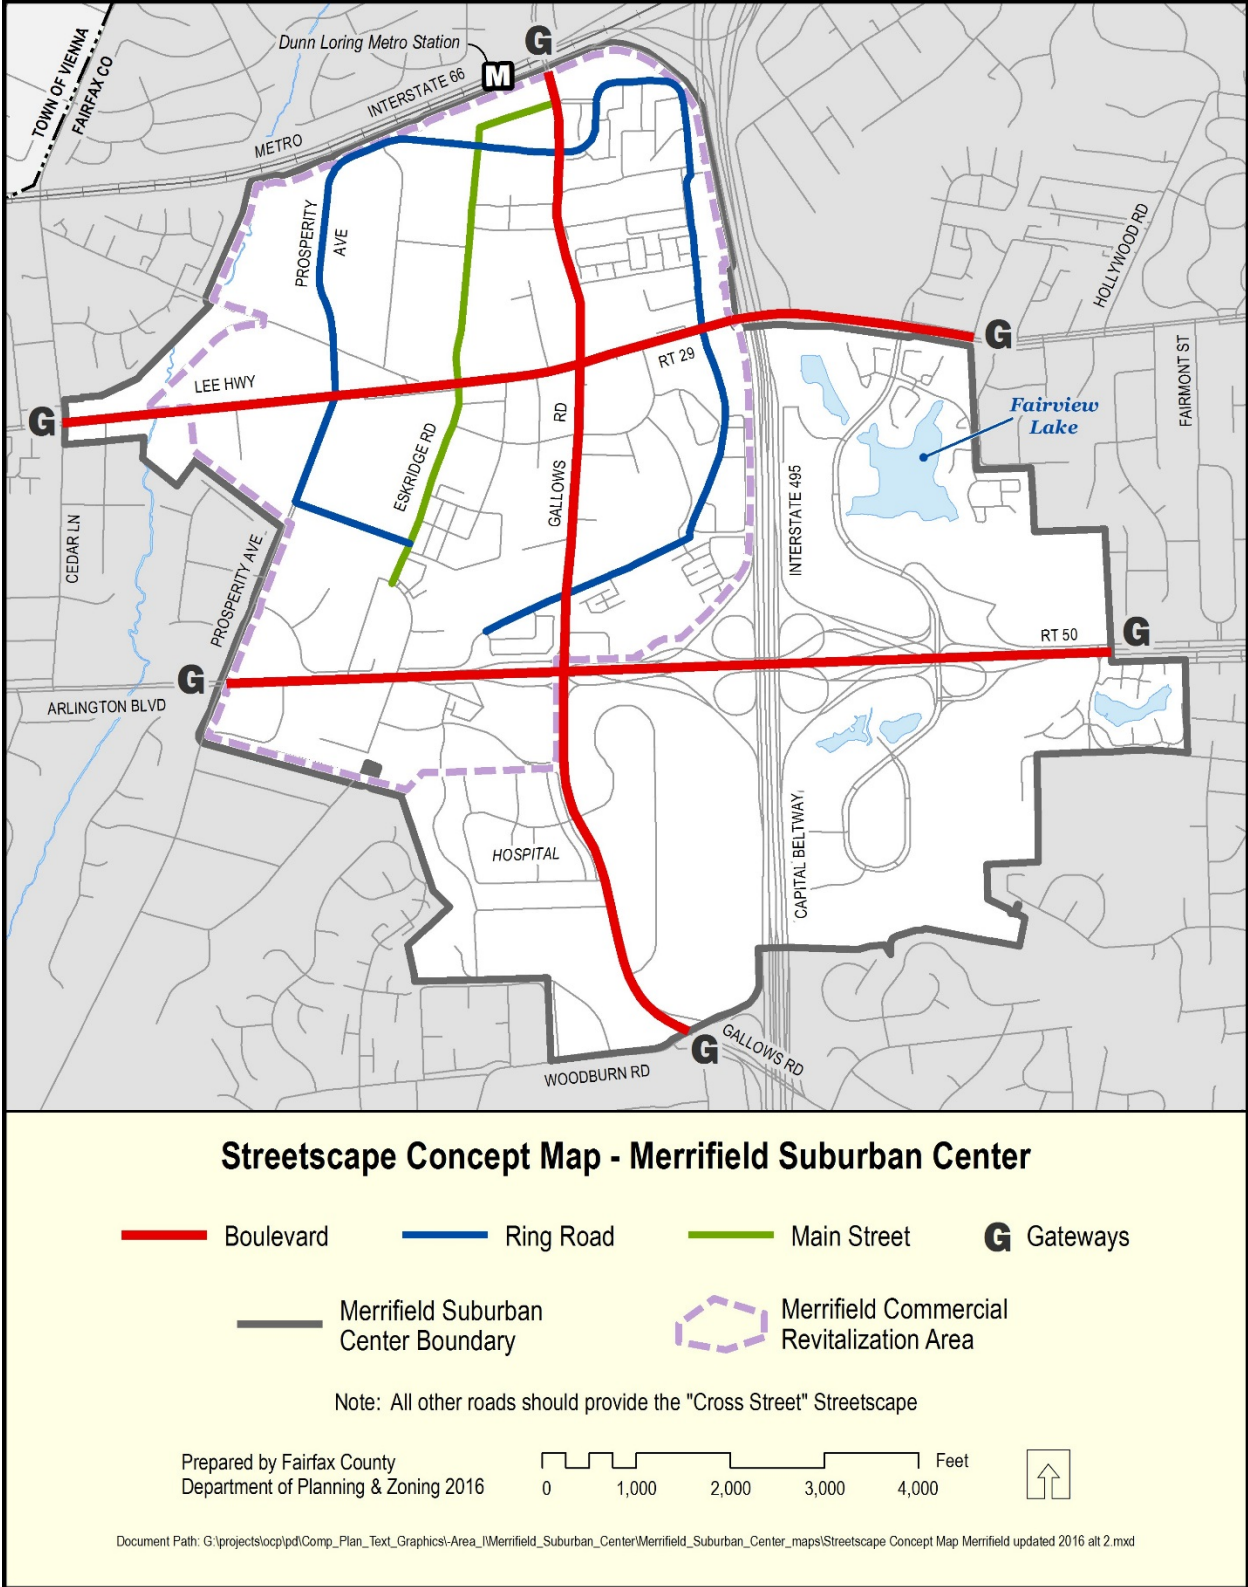 TOWN OF VIENNA
FAIRFAX CO
Dunn Loring Metro Station
G
M
INTERSTATE 66
METRO
PROSPERITY
AVE
HOLLYWOOD RD
G
RT 29
FAIRMONT ST
LEE HWY
G
Fairview
Lake
ESKRIDGE RD
GALLOWS
RD
INTERSTATE 495
CEDAR LN
PROSPERITY AVE.
RT 50
G
G
ARLINGTON BLVD
HOSPITAL
CAPITAL BELTWAY
G
GALLOWS RD
WOODBURN RD
Streetscape Concept Map - Merrifield Suburban Center
Boulevard
Ring Road
Main Street
G Gateways
Merrifield Suburban
Center Boundary
Merrifield Commercial
Revitalization Area
Note: All other roads should provide the "Cross Street" Streetscape
Prepared by Fairfax County
Department of Planning & Zoning 2016
Feet
0 1,000 2,000 3,000 4,000
Document Path: G:\projects\ocp\pd\Comp_Plan_Text_Graphics\-Area_I\Merrifield_Suburban_Center\Merrifield_Suburban_Center_maps\Streetscape Concept Map Merrifield updated 2016 alt 2.mxd